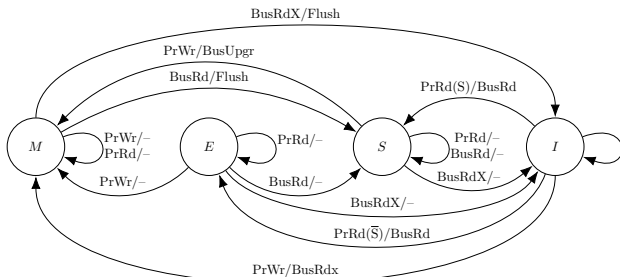 BusRdX/Flush
PrWr/BusUpgr
BusRd/Flush
PrRd(S)/BusRd
M
PrWr/–
PrRd/–
E
PrRd/–
S
PrRd/–
BusRd/–
I
PrWr/–
BusRd/–
BusRdX/–
BusRdX/–
PrRd(S̅)/BusRd
PrWr/BusRdx